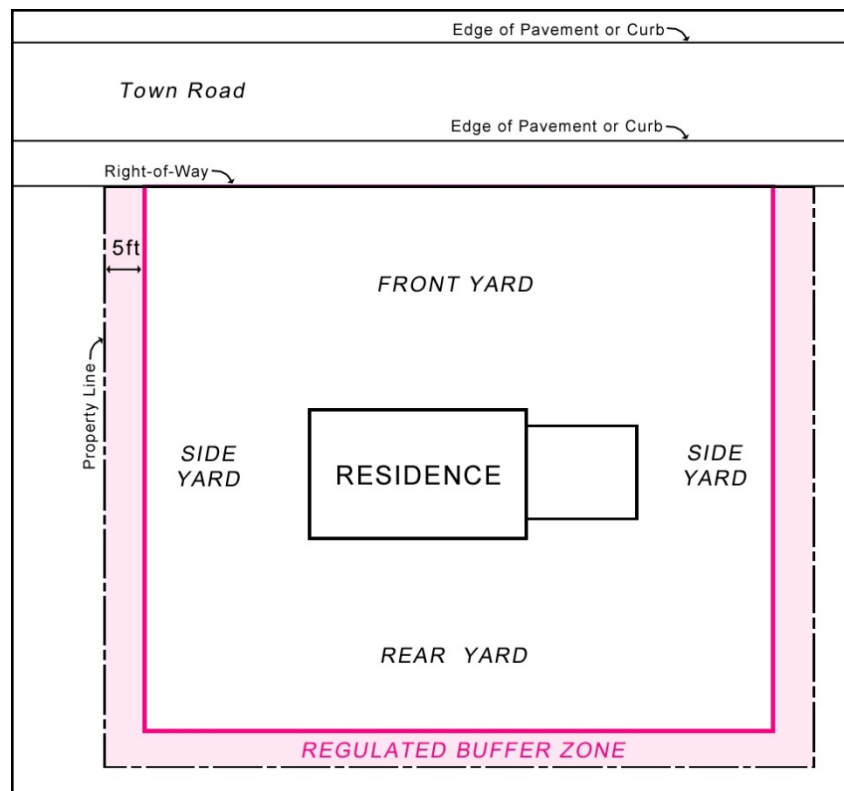 Edge of Pavement or Curb
Town Road
Edge of Pavement or Curb
Right-of-Way
5ft
FRONT YARD
Property Line
SIDE
YARD
RESIDENCE
SIDE
YARD
REAR YARD
REGULATED BUFFER ZONE